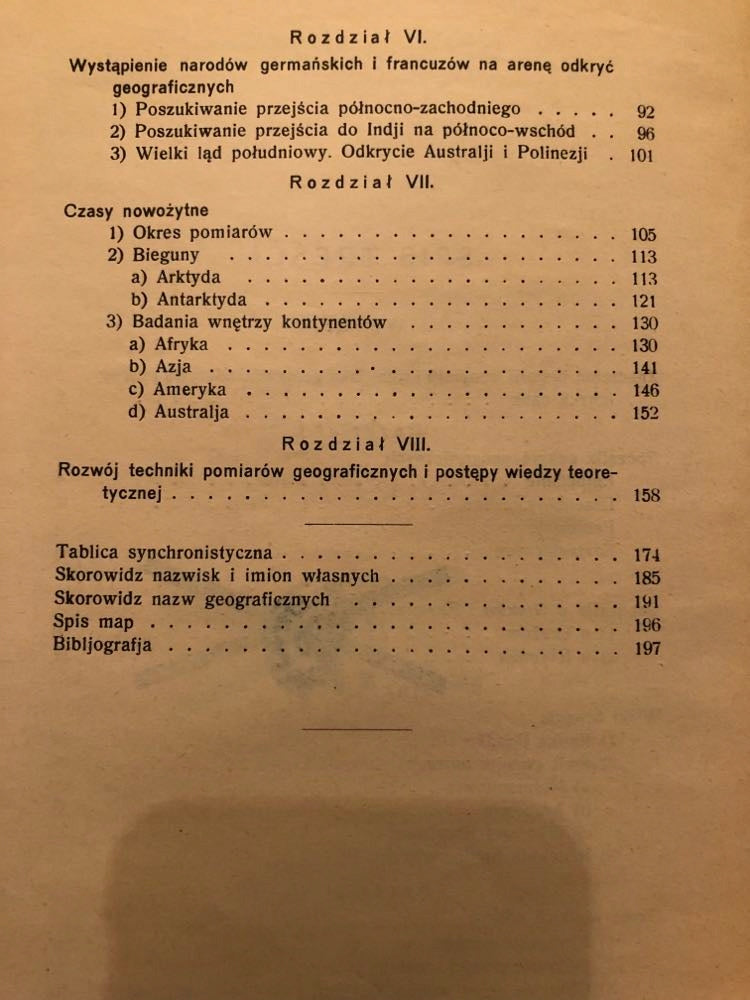 Rozdział VI.
Wystąpienie narodów germańskich i francuzów na arenę odkryć
geograficznych
1) Poszukiwanie przejścia północno-zachodniego . . . . . 92
2) Poszukiwanie przejścia do Indji na północo-wschód . . 96
3) Wielki ląd południowy. Odkrycie Australji i Polinezji . 101
Rozdział VII.
Czasy nowożytne
1) Okres pomiarów . . . . . . . . . . . . . . . . . . . 105
2) Bieguny . . . . . . . . . . . . . . . . . . . . . . 113
a) Arktyda . . . . . . . . . . . . . . . . . . . . . 113
b) Antarktyda . . . . . . . . . . . . . . . . . . . . 121
3) Badania wnętrzy kontynentów . . . . . . . . . . . . 130
a) Afryka . . . . . . . . . . . . . . . . . . . . . . 130
b) Azja . . . . . . . . . . . . . . . . . . . . . . . 141
c) Ameryka . . . . . . . . . . . . . . . . . . . . . 146
d) Australja . . . . . . . . . . . . . . . . . . . . . 152
Rozdział VIII.
Rozwój techniki pomiarów geograficznych i postępy wiedzy teore-
tycznej . . . . . . . . . . . . . . . . . . . . . . . . . 158
Tablica synchronistyczna . . . . . . . . . . . . . . . . . . . 174
Skorowidz nazwisk i imion własnych . . . . . . . . . . . . . 185
Skorowidz nazw geograficznych . . . . . . . . . . . . . . . 191
Spis map . . . . . . . . . . . . . . . . . . . . . . . . . . 196
Bibljografja . . . . . . . . . . . . . . . . . . . . . . . . . 197